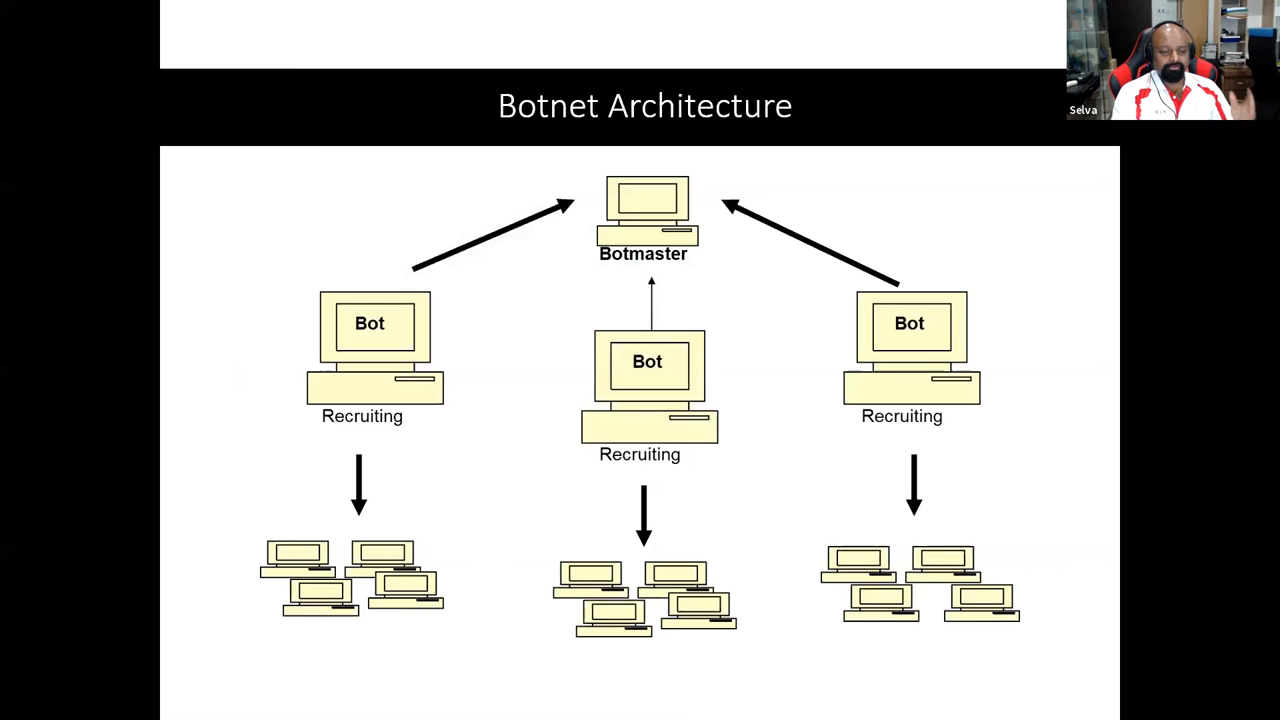 Botnet Architecture
Selva
Botmaster
Bot
Bot
Bot
Recruiting
Recruiting
Recruiting